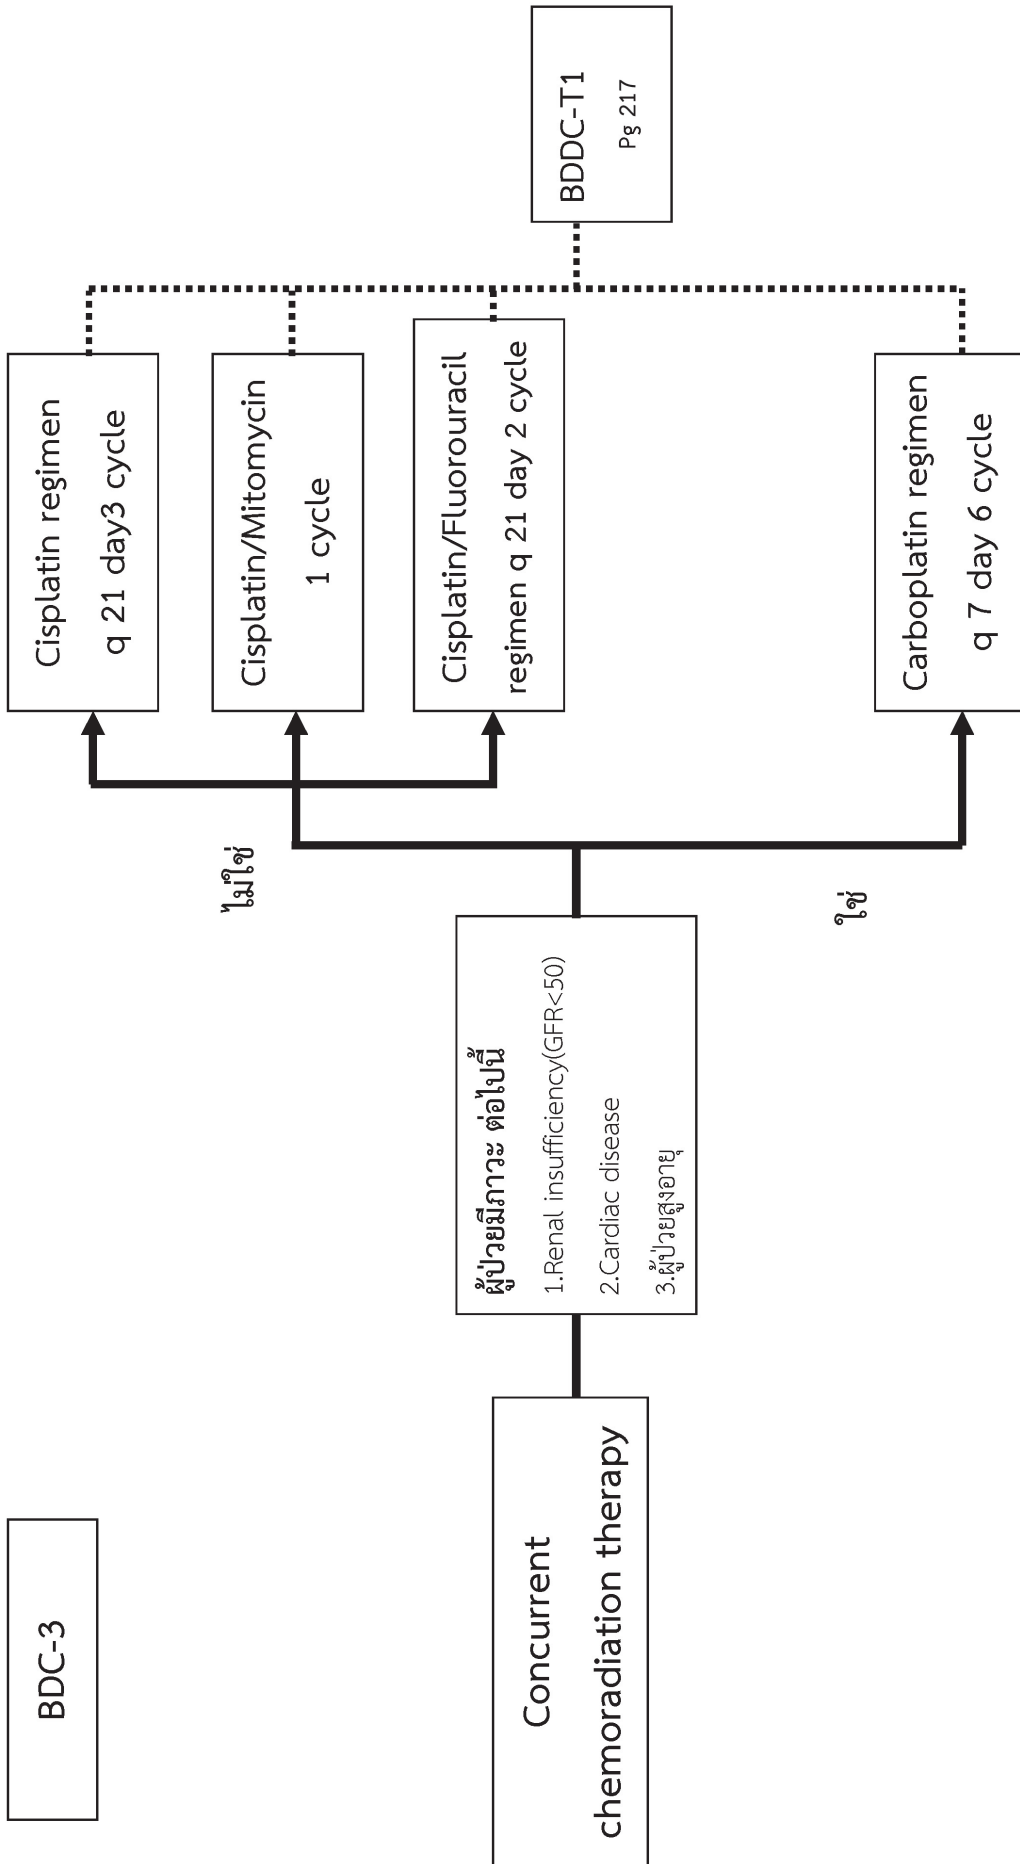 BDC-3
Concurrent
chemoradiation therapy
ผู้ป่วยมีภาวะ ต่อไปนี้
1.Renal insufficiency(GFR<50)
2.Cardiac disease
3.ผู้ป่วยสูงอายุ
ไม่ใช่
ใช่
Cisplatin regimen
q 21 day3 cycle
Cisplatin/Mitomycin
1 cycle
Cisplatin/Fluorouracil
regimen q 21 day 2 cycle
Carboplatin regimen
q 7 day 6 cycle
BDDC-T1
Pg 217